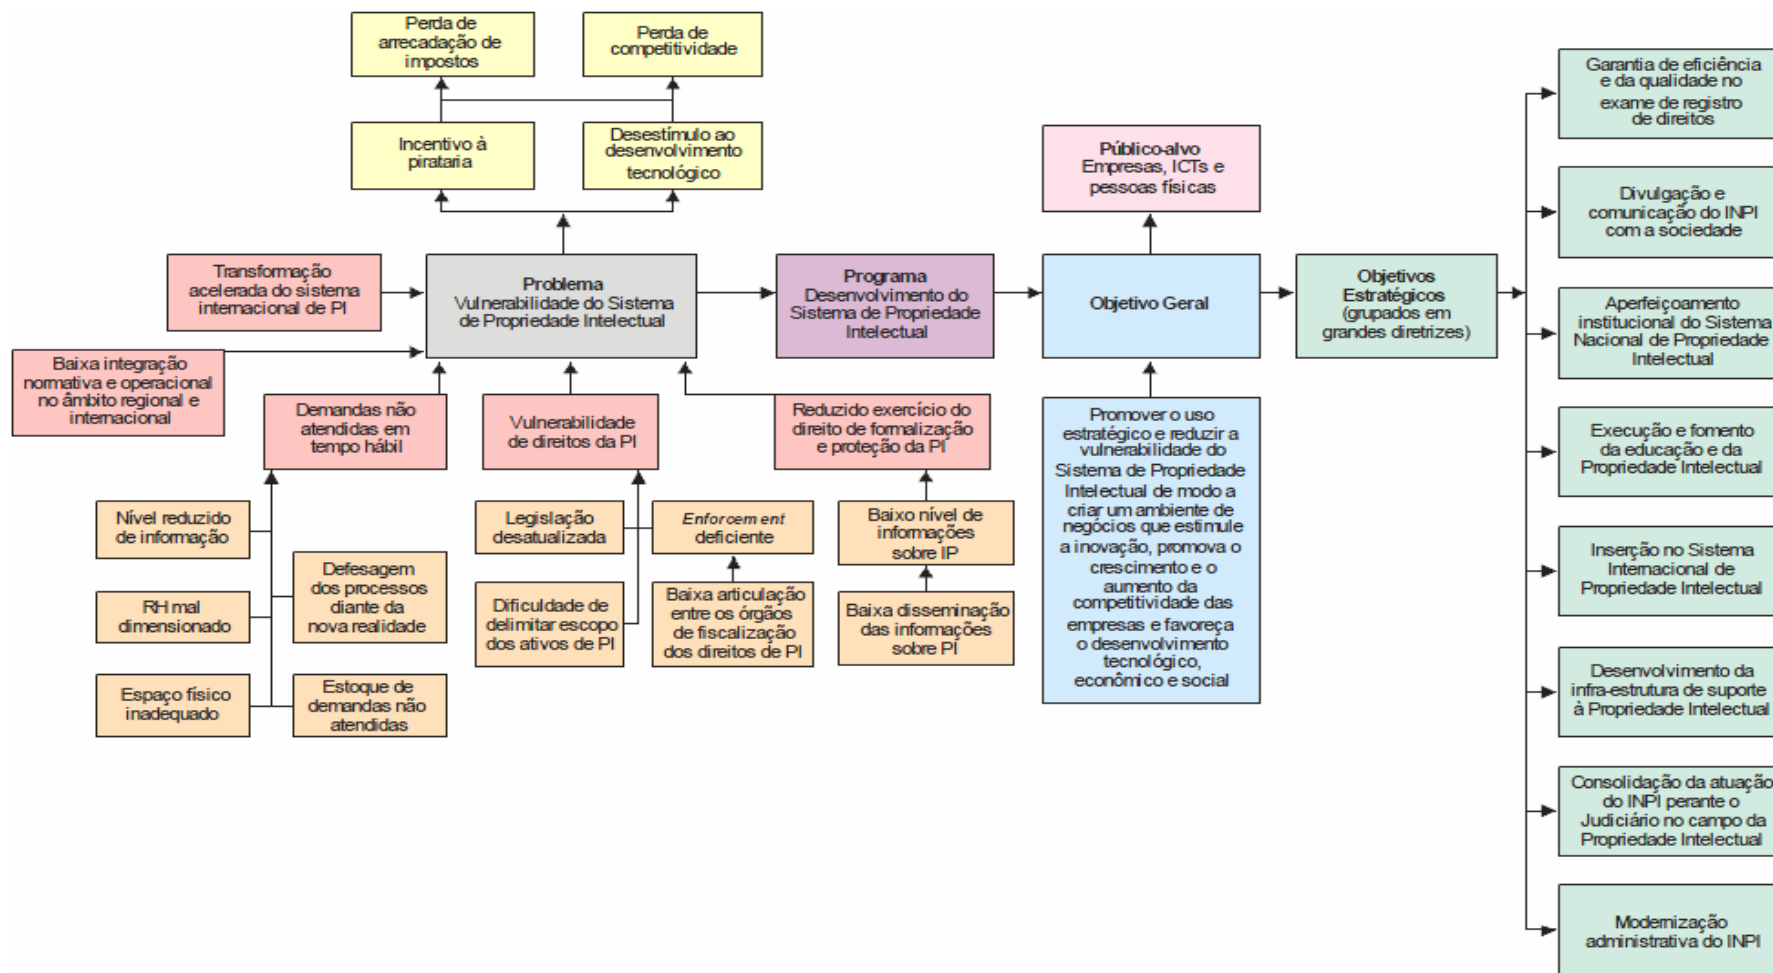 Perda de
arrecadação de
impostos
Perda de
competitividade
Incentivo à
pirataria
Desestímulo ao
desenvolvimento
tecnológico
Público-alvo
Empresas, ICTs e
pessoas físicas
Transformação
acelerada do sistema
internacional de PI
Problema
Vulnerabilidade do Sistema
de Propriedade Intelectual
Programa
Desenvolvimento do
Sistema de Propriedade
Intelectual
Objetivo Geral
Objetivos
Estratégicos
(grupados em
grandes diretrizes)
Baixa integração
normativa e operacional
no âmbito regional e
internacional
Demandas não
atendidas em
tempo hábil
Vulnerabilidade
de direitos da PI
Reduzido exercício do
direito de formalização
e proteção da PI
Promover o uso
estratégico e reduzir a
vulnerabilidade do
Sistema de Propriedade
Intelectual de modo a
criar um ambiente de
negócios que estimule
a inovação, promova o
crescimento e o
aumento da
competitividade das
empresas e favoreça
o desenvolvimento
tecnológico,
econômico e social
Nível reduzido
de informação
RH mal
dimensionado
Espaço físico
inadequado
Defesagem
dos processos
diante da
nova realidade
Estoque de
demandas não
atendidas
Legislação
desatualizada
Dificuldade de
delimitar escopo
dos ativos de PI
Enforcement
deficiente
Baixa articulação
entre os órgãos
de fiscalização
dos direitos de PI
Baixo nível de
informações
sobre IP
Baixa disseminação
das informações
sobre PI
Garantia de eficiência
e da qualidade no
exame de registro
de direitos
Divulgação e
comunicação do INPI
com a sociedade
Aperfeiçoamento
institucional do Sistema
Nacional de Propriedade
Intelectual
Execução e fomento
da educação e da
Propriedade Intelectual
Inserção no Sistema
Internacional de
Propriedade Intelectual
Desenvolvimento da
infra-estrutura de suporte
à Propriedade Intelectual
Consolidação da atuação
do INPI perante o
Judiciário no campo da
Propriedade Intelectual
Modernização
administrativa do INPI